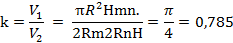 k = V₁/V₂ = πR²Hmn./2Rm2RnH = π/4 = 0,785